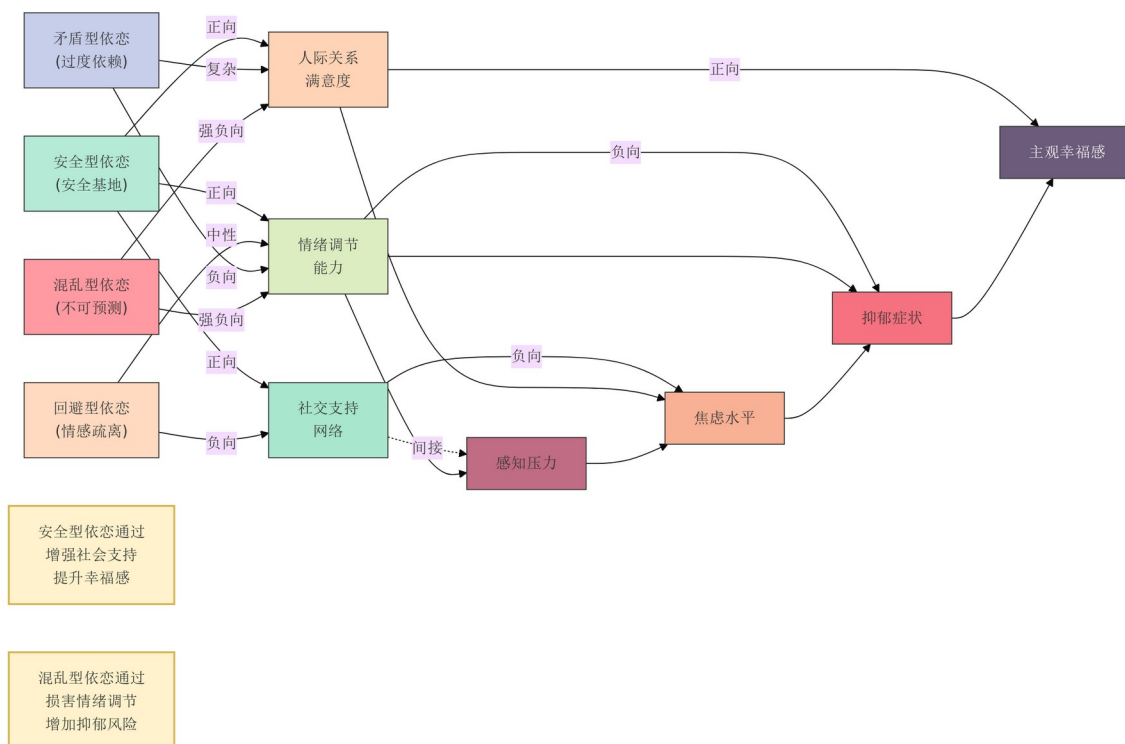 矛盾型依恋
(过度依赖)
安全型依恋
(安全基地)
混乱型依恋
(不可预测)
回避型依恋
(情感疏离)
正向
复杂
强负向
正向
中性
负向
强负向
正向
负向
人际关系
满意度
情绪调节
能力
社交支持
网络
正向
负向
负向
间接
感知压力
焦虑水平
抑郁症状
主观幸福感
安全型依恋通过
增强社会支持
提升幸福感
混乱型依恋通过
损害情绪调节
增加抑郁风险